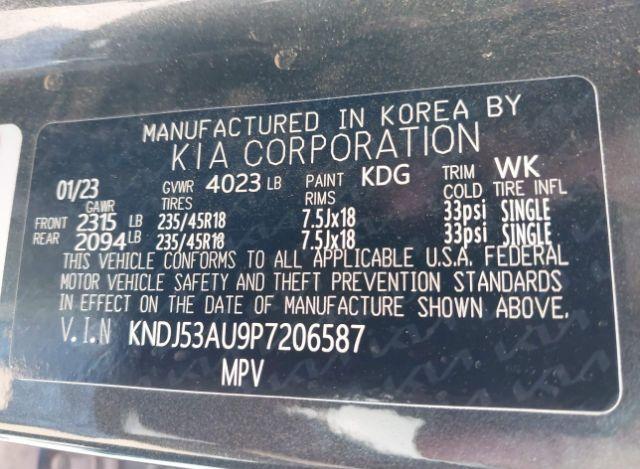 MANUFACTURED IN KOREA BY
KIA CORPORATION
01/23 GVWR 4023 LB PAINT KDG TRIM WK
GAWR TIRES RIMS COLD TIRE INFL
FRONT 2315 LB 235/45R18 7.5Jx18 33psi SINGLE
REAR 2094 LB 235/45R18 7.5Jx18 33psi SINGLE
THIS VEHICLE CONFORMS TO ALL APPLICABLE U.S.A. FEDERAL
MOTOR VEHICLE SAFETY AND THEFT PREVENTION STANDARDS
IN EFFECT ON THE DATE OF MANUFACTURE SHOWN ABOVE.
V.I.N KNDJ53AU9P7206587
MPV